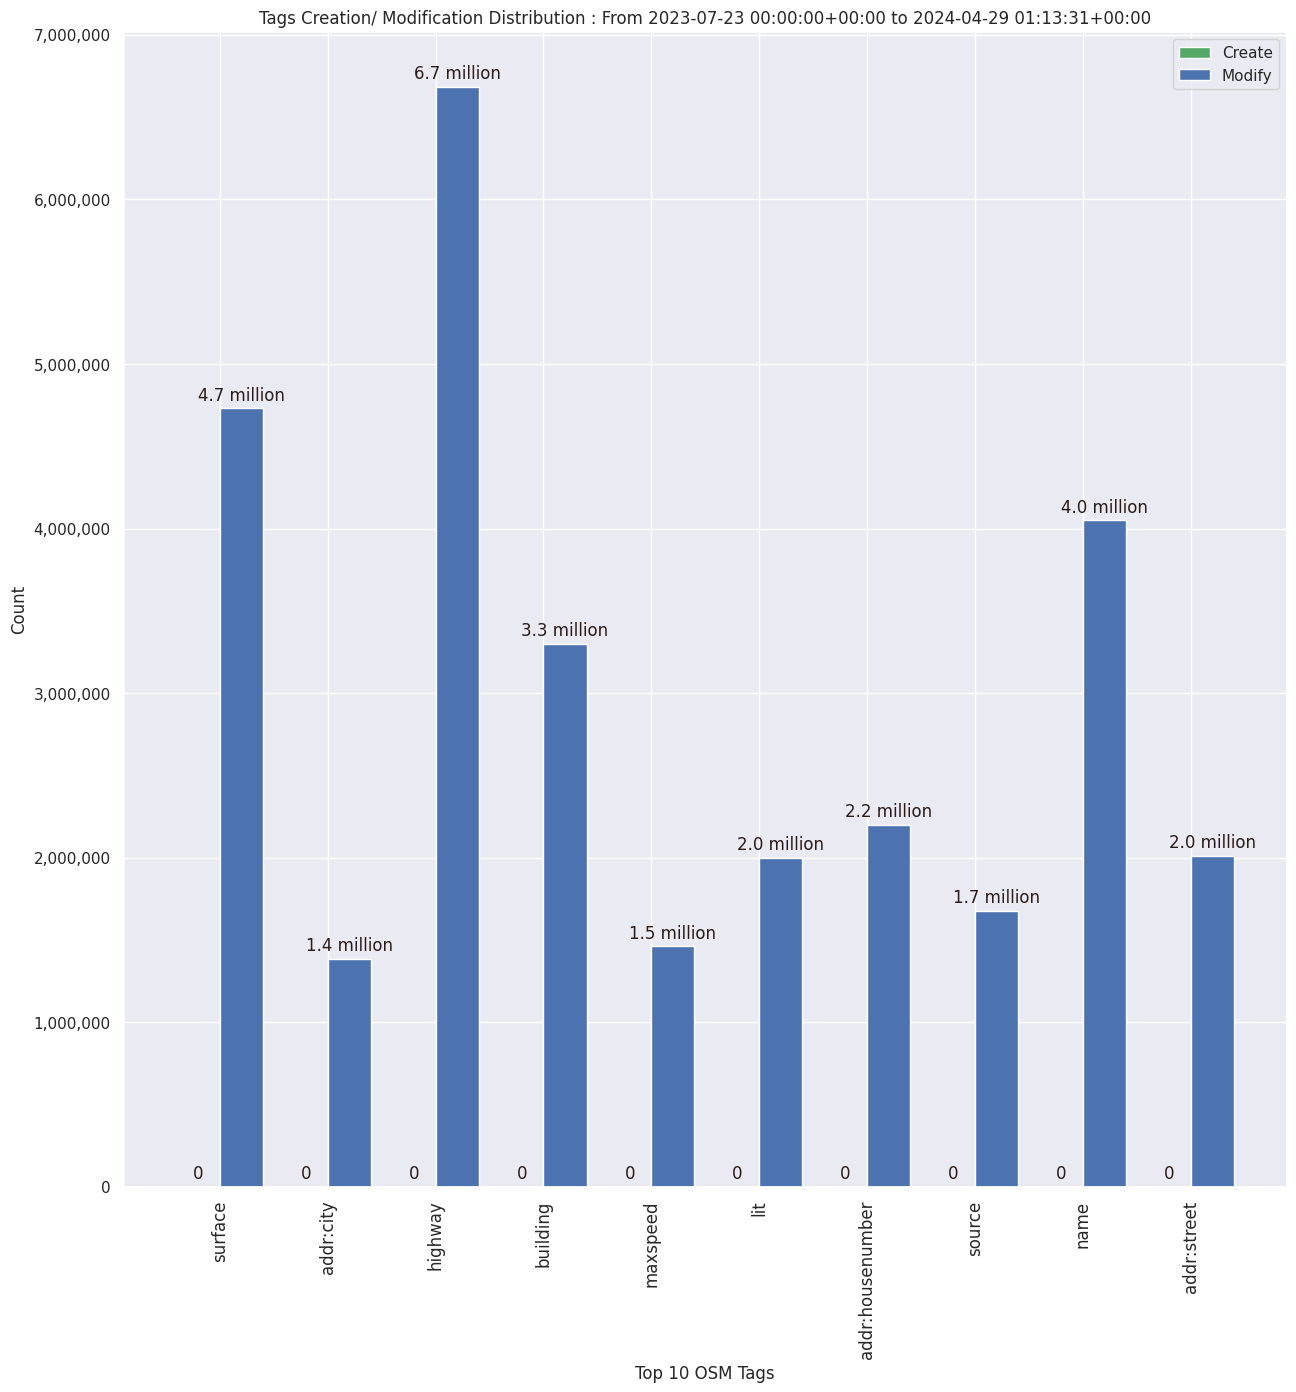 Tags Creation/ Modification Distribution : From 2023-07-23 00:00:00+00:00 to 2024-04-29 01:13:31+00:00
Create
Modify
Count
7,000,000
6,000,000
5,000,000
4,000,000
3,000,000
2,000,000
1,000,000
0
4.7 million
1.4 million
6.7 million
3.3 million
1.5 million
2.0 million
2.2 million
1.7 million
4.0 million
2.0 million
0 0 0 0 0 0 0 0 0 0
surface
addr:city
highway
building
maxspeed
lit
addr:housenumber
source
name
addr:street
Top 10 OSM Tags